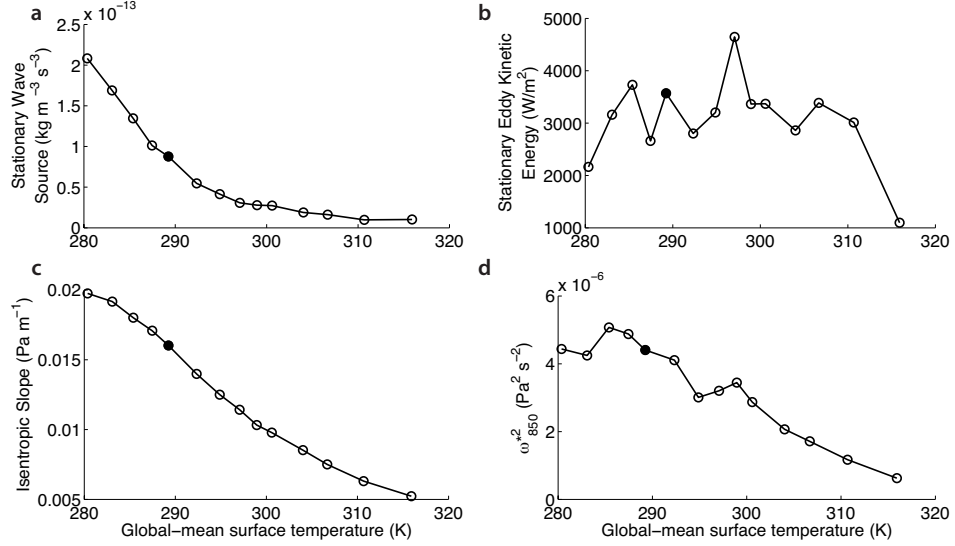 a
x 10−13
2.5
2
1.5
1
0.5
0
280 290 300 310 320
Stationary Wave
Source (kg m−3 s−3)
b
5000
4000
3000
2000
1000
280 290 300 310 320
Stationary Eddy Kinetic
Energy (W/m2)
c
0.02
0.015
0.01
0.005
280 290 300 310 320
Isentropic Slope (Pa m−1)
Global−mean surface temperature (K)
d
x 10−6
6
4
2
0
280 290 300 310 320
ω*2850 (Pa2 s−2)
Global−mean surface temperature (K)